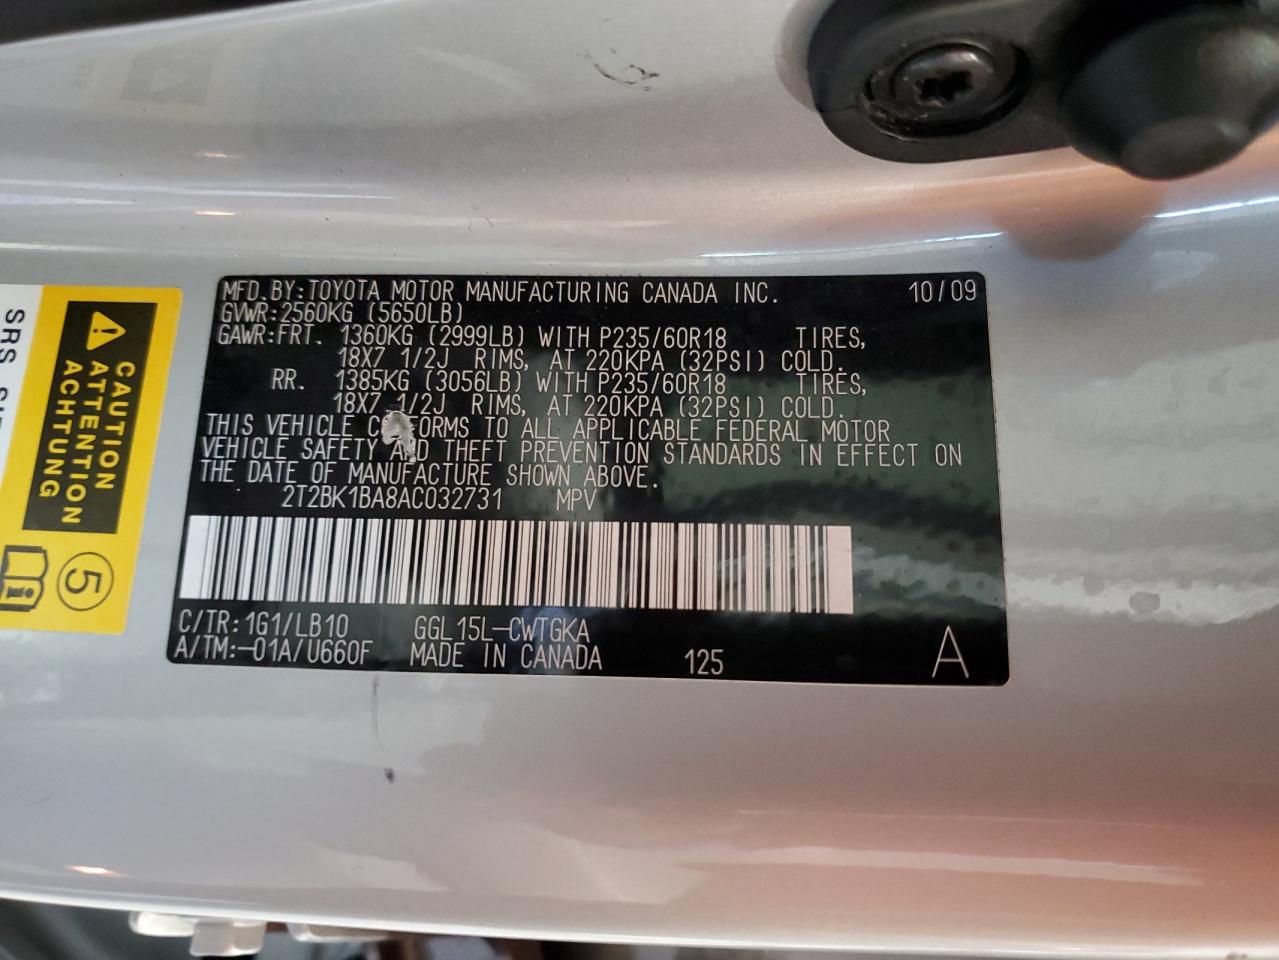 MFD.BY:TOYOTA MOTOR MANUFACTURING CANADA INC. 10/09
GVWR:2560KG (5650LB)
GAWR:FRT. 1360KG (2999LB) WITH P235/60R18 TIRES,
18X7 1/2J RIMS, AT 220KPA (32PSI) COLD.
RR. 1385KG (3056LB) WITH P235/60R18 TIRES,
18X7 1/2J RIMS, AT 220KPA (32PSI) COLD.
THIS VEHICLE TO ALL APPLICABLE FEDERAL MOTOR
VEHICLE SAFETY AND THEFT PREVENTION STANDARDS IN EFFECT ON
THE DATE OF MANUFACTURE SHOWN ABOVE.
2T2BK1BA8AC032731 MPV
C/TR:1G1/LB10 GGL15L-CWTGKA
A/TM:-01A/U660F MADE IN CANADA 125 A
CAUTION
ATTENTION
ACHTUNG
5
SRS